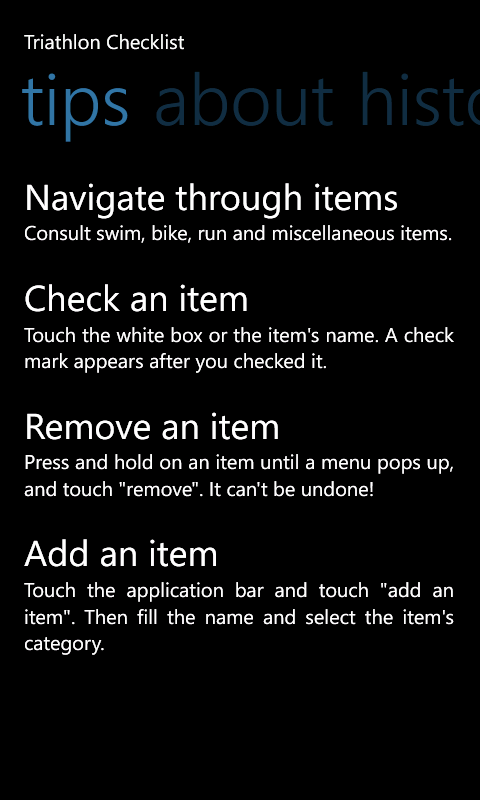 Triathlon Checklist
tips about histo
Navigate through items
Consult swim, bike, run and miscellaneous items.
Check an item
Touch the white box or the item's name. A check
mark appears after you checked it.
Remove an item
Press and hold on an item until a menu pops up,
and touch "remove". It can't be undone!
Add an item
Touch the application bar and touch "add an
item". Then fill the name and select the item's
category.